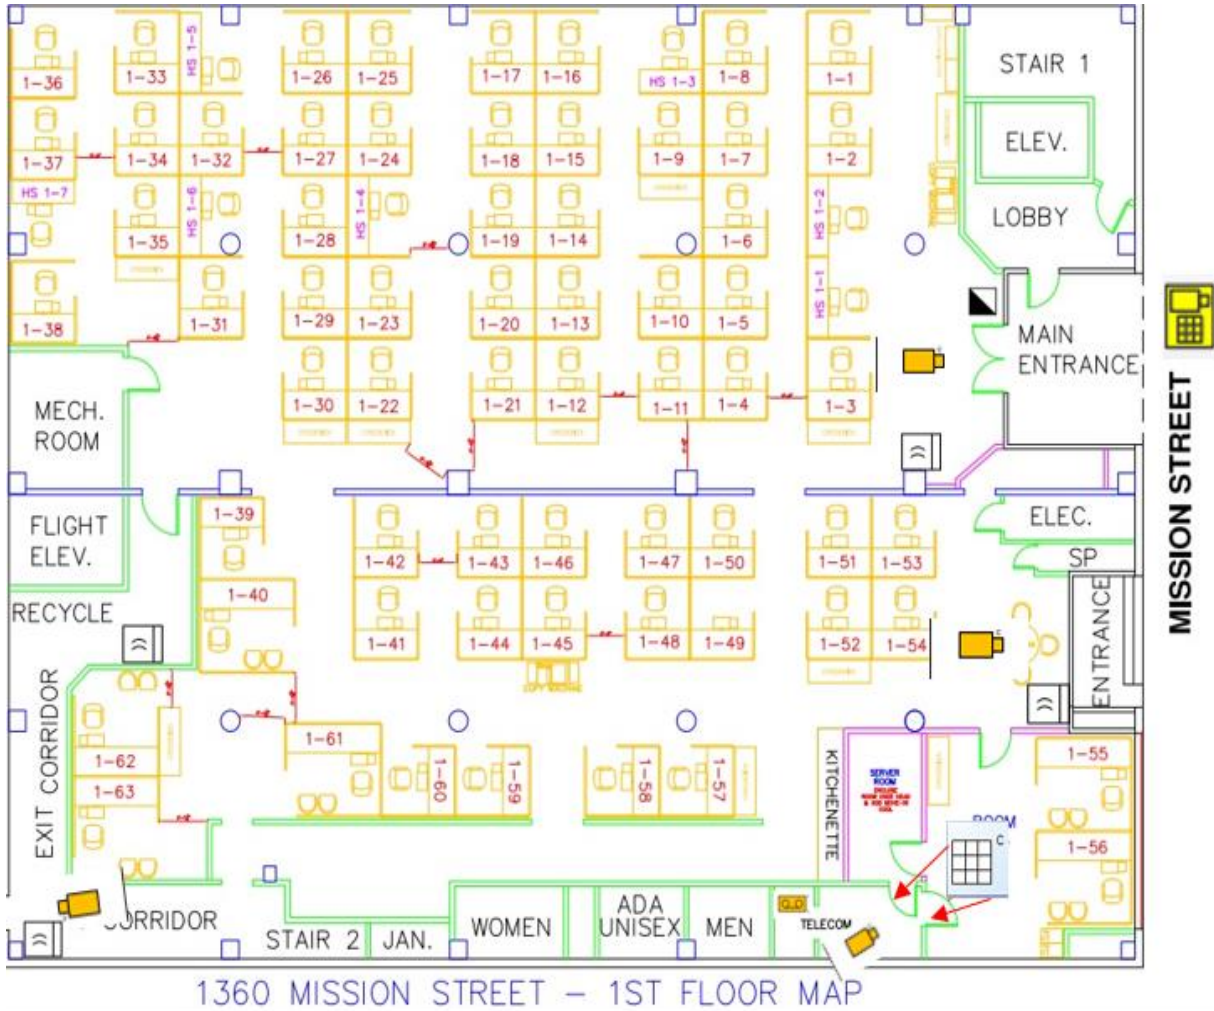 1-36
1-33
HS 1-5
1-26
1-25
1-17
1-16
HS 1-3
1-8
1-1
STAIR 1
1-37
1-34
1-32
1-27
1-24
1-18
1-15
1-9
1-7
1-2
ELEV.
HS 1-7
1-35
HS 1-6
1-28
HS 1-4
1-19
1-14
1-6
HS 1-2
LOBBY
1-38
1-31
1-29
1-23
1-20
1-13
1-10
1-5
HS 1-1
MAIN
ENTRANCE
MECH.
ROOM
1-30
1-22
1-21
1-12
1-11
1-4
1-3
MISSION STREET
FLIGHT
ELEV.
1-39
1-42
1-43
1-46
1-47
1-50
1-51
1-53
ELEC.
SP
RECYCLE
1-40
1-41
1-44
1-45
1-48
1-49
1-52
1-54
ENTRANCE
EXIT CORRIDOR
1-62
1-63
1-61
1-60
1-59
1-58
1-57
KITCHENETTE
SERVER
ROOM
ROOM
C
1-55
1-56
CORRIDOR
STAIR 2
JAN.
WOMEN
ADA
UNISEX
MEN
TELECOM
1360 MISSION STREET - 1ST FLOOR MAP